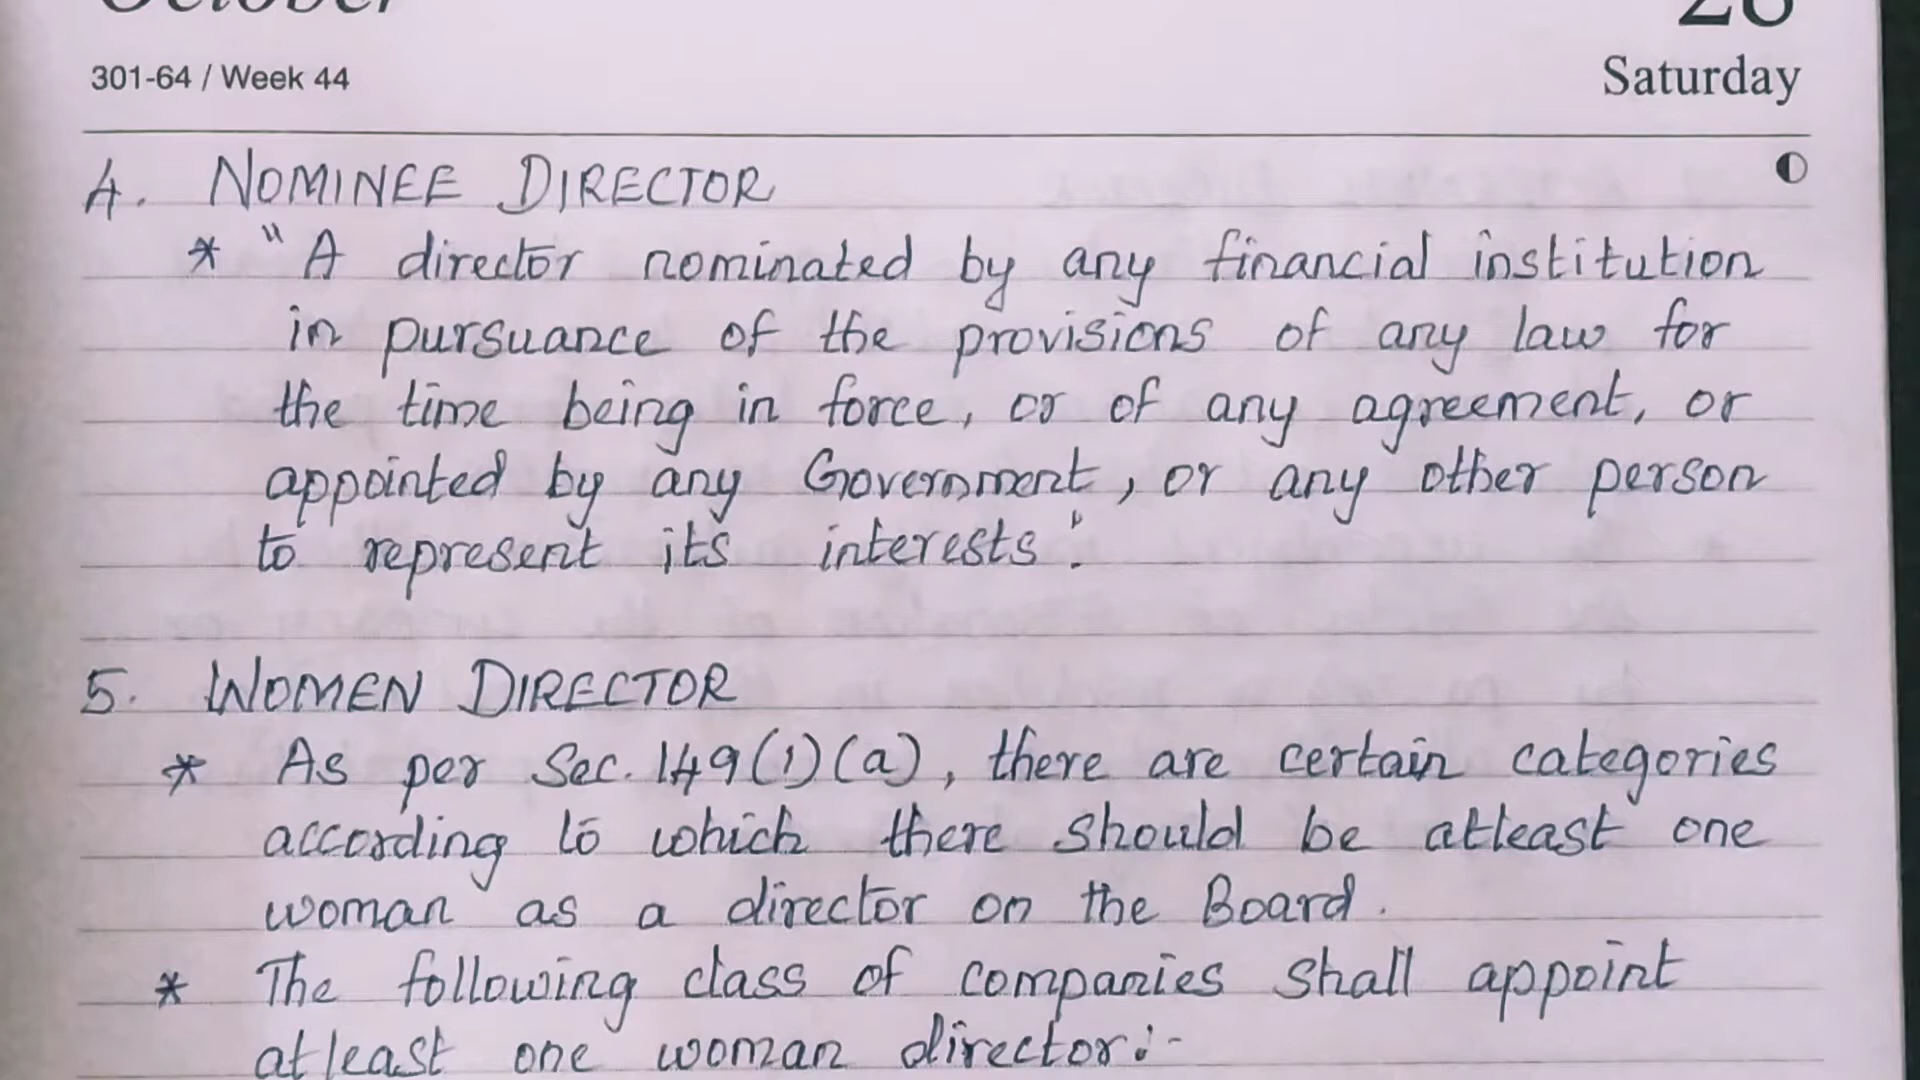 October 28
301-64 / Week 44 Saturday
4. NOMINEE DIRECTOR
* "A director nominated by any financial institution
in pursuance of the provisions of any law for
the time being in force, or of any agreement, or
appointed by any Government, or any other person
to represent its interests".
5. WOMEN DIRECTOR
* As per Sec. 149(1)(a), there are certain categories
according to which there should be atleast one
woman as a director on the Board.
* The following class of companies shall appoint
atleast one woman director:-